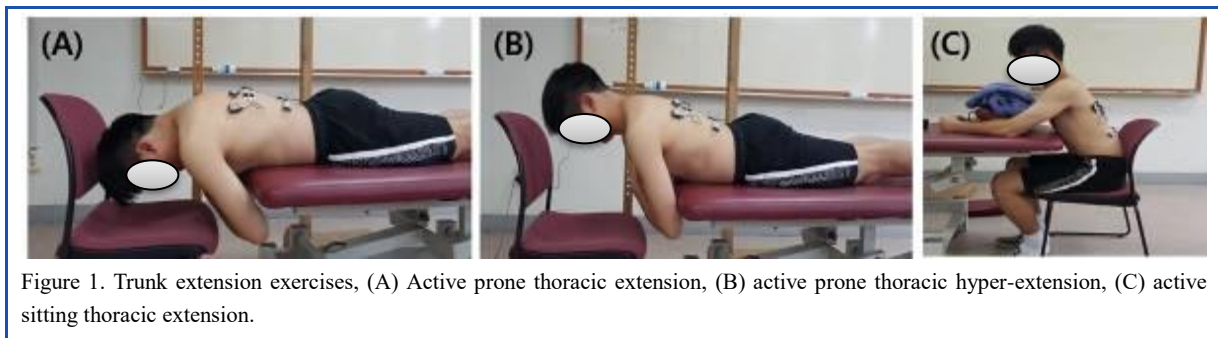 (A)
(B)
(C)
Figure 1. Trunk extension exercises, (A) Active prone thoracic extension, (B) active prone thoracic hyper-extension, (C) active
sitting thoracic extension.